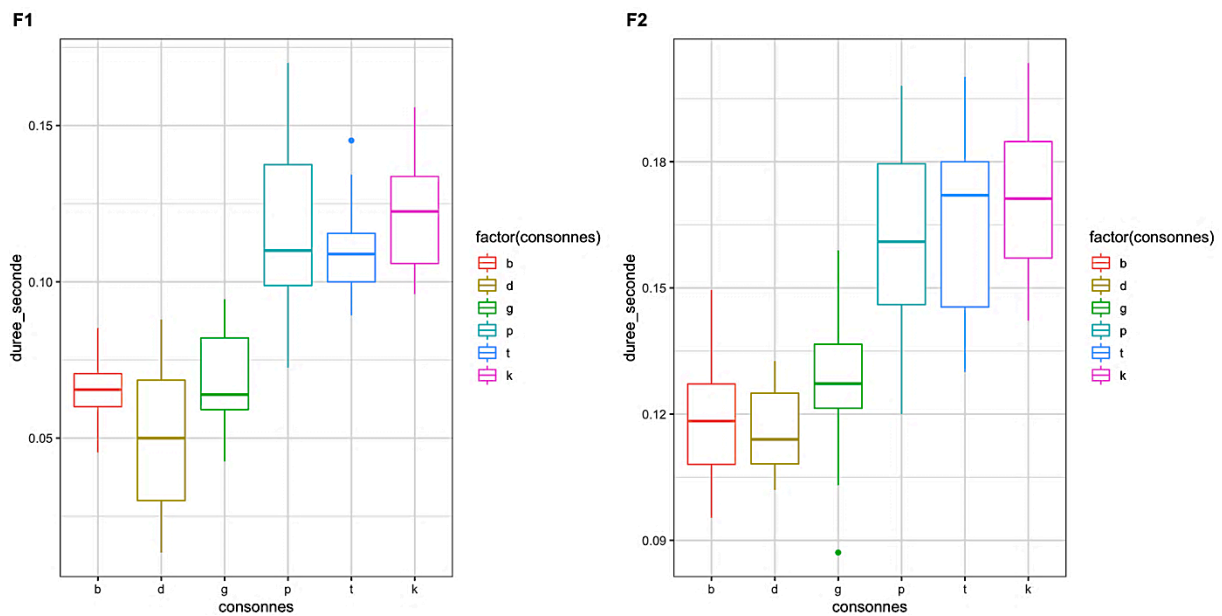 F1
0.15
0.10
0.05
duree_seconde
b d g p t k
consonnes
factor(consonnes)
b
d
g
p
t
k
F2
0.18
0.15
0.12
0.09
duree_seconde
b d g p t k
consonnes
factor(consonnes)
b
d
g
p
t
k